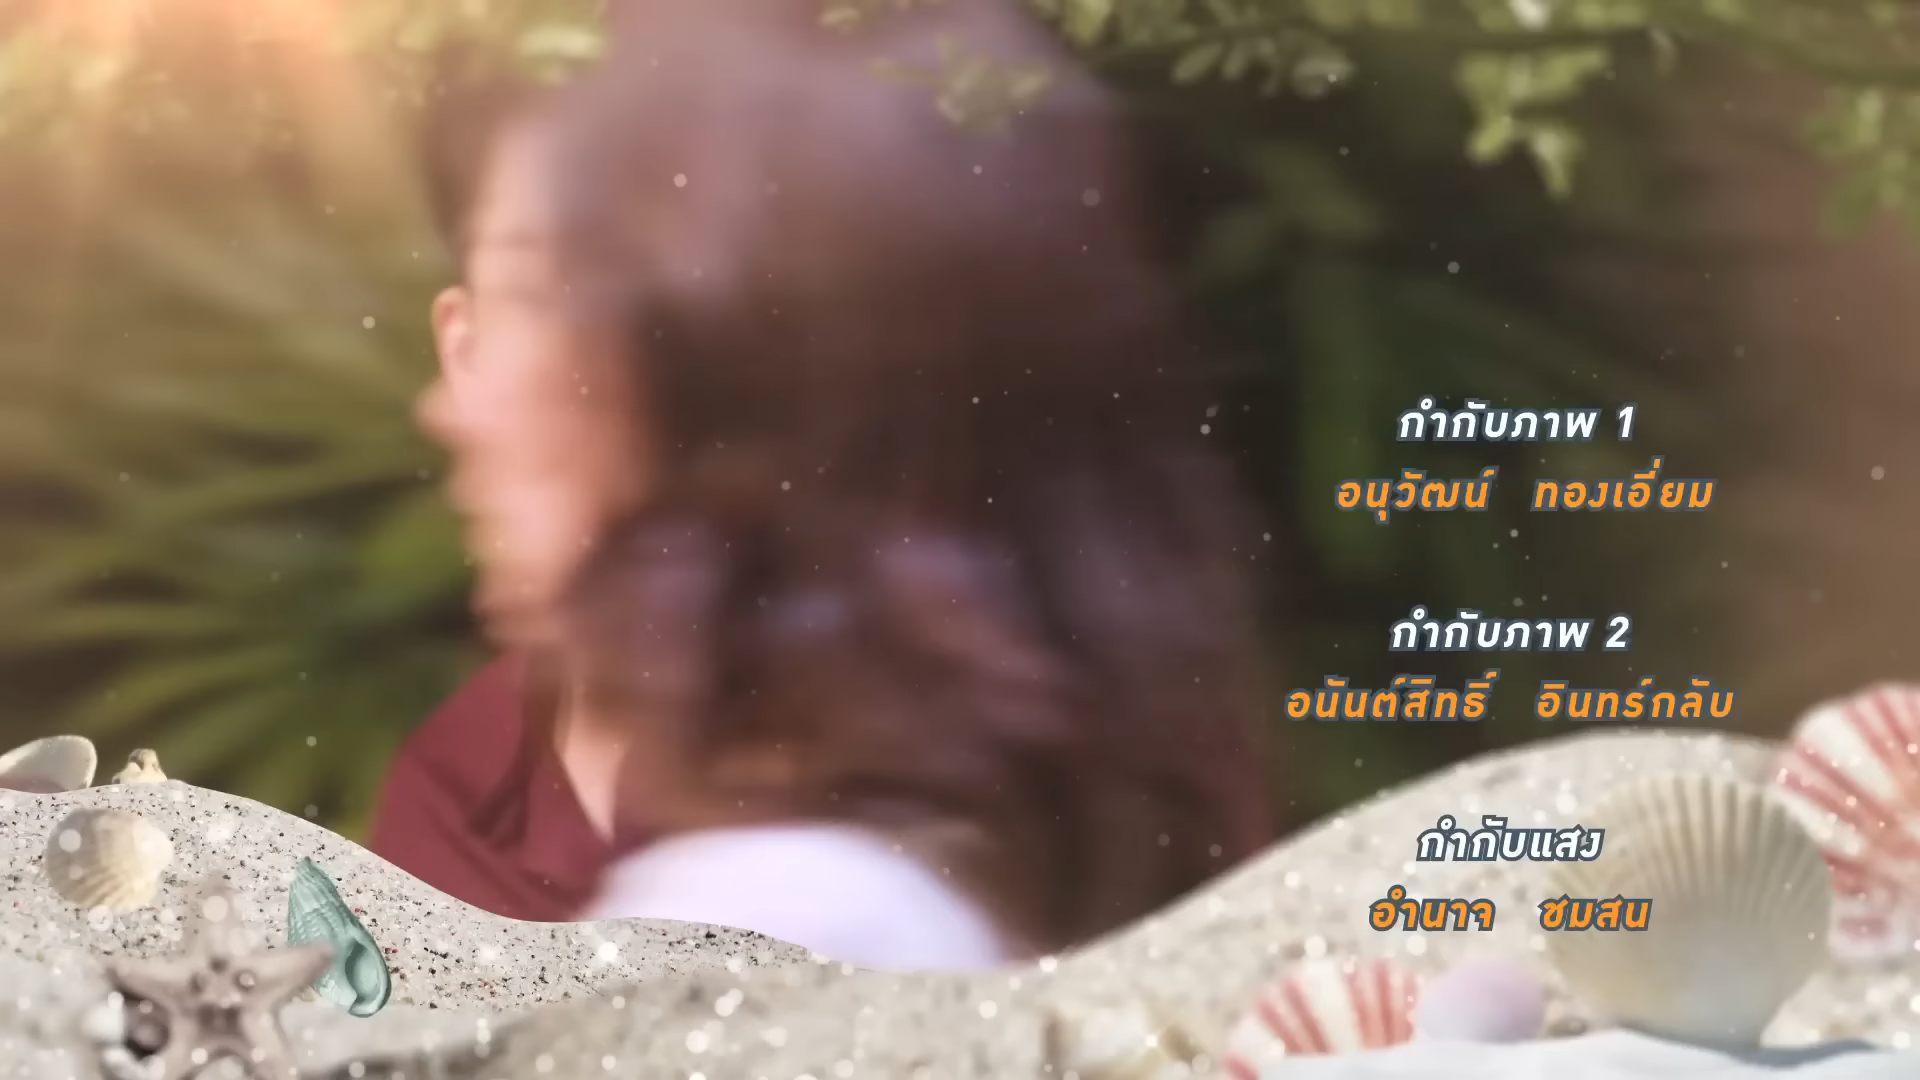 กำกับภาพ 1
อนุวัฒน์ ทองเอี่ยม
กำกับภาพ 2
อนันต์สิทธิ์ อินทร์กลับ
กำกับแสง
อำนาจ ชมสน